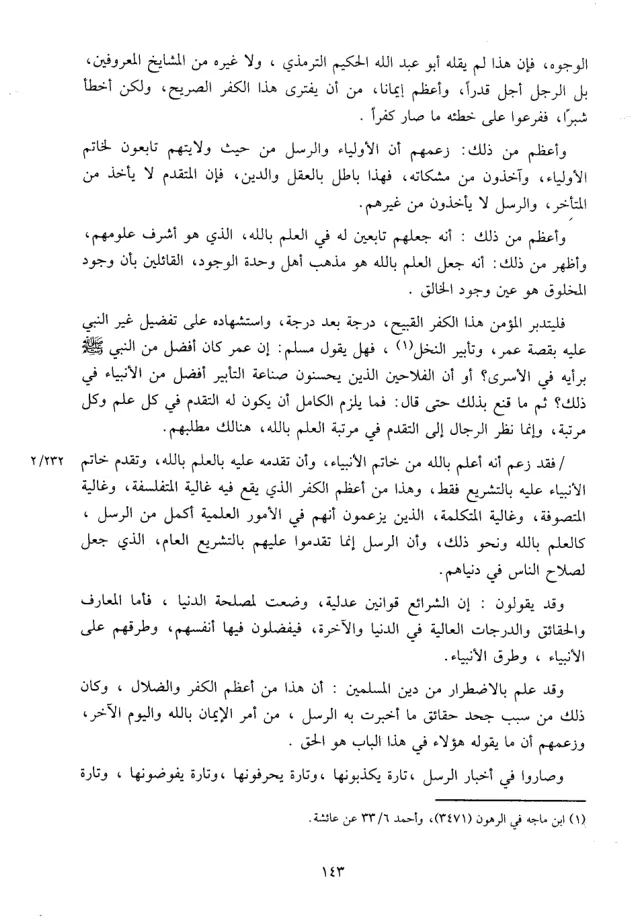 الوجوه، فإن هذا لم يقله أبو عبد الله الحكيم الترمذي ، ولا غيره من المشايخ المعروفين،
بل الرجل أجل قدراً، وأعظم إيمانا، من أن يفترى هذا الكفر الصريح، ولكن أخطأ
شبرًا، ففرعوا على خطئه ما صار كفراً .
وأعظم من ذلك: زعمهم أن الأولياء والرسل من حيث ولايتهم تابعون لخاتم
الأولياء، وآخذون من مشكاته، فهذا باطل بالعقل والدين، فإن المتقدم لا يأخذ من
المتأخر، والرسل لا يأخذون من غيرهم.
وأعظم من ذلك : أنه جعلهم تابعين له في العلم بالله، الذي هو أشرف علومهم،
وأظهر من ذلك: أنه جعل العلم بالله هو مذهب أهل وحدة الوجود، القائلين بأن وجود
المخلوق هو عين وجود الخالق .
فليتدبر المؤمن هذا الكفر القبيح، درجة بعد درجة، واستشهاده على تفضيل غير النبي
عليه بقصة عمر، وتأبير النخل(١) ، فهل يقول مسلم: إن عمر كان أفضل من النبي ﷺ
برأيه في الأسرى؟ أو أن الفلاحين الذين يحسنون صناعة التأبير أفضل من الأنبياء في
ذلك؟ ثم ما قنع بذلك حتى قال: فما يلزم الكامل أن يكون له التقدم في كل علم وكل
مرتبة، وإنما نظر الرجال إلى التقدم في مرتبة العلم بالله، هنالك مطلبهم.
/ فقد زعم أنه أعلم بالله من خاتم الأنبياء، وأن تقدمه عليه بالعلم بالله، وتقدم خاتم ٢/٢٣٢
الأنبياء عليه بالتشريع فقط، وهذا من أعظم الكفر الذي يقع فيه غالية المتفلسفة، وغالية
المتصوفة، وغالية المتكلمة، الذين يزعمون أنهم في الأمور العلمية أكمل من الرسل ،
كالعلم بالله ونحو ذلك، وأن الرسل إنما تقدموا عليهم بالتشريع العام، الذي جعل
لصلاح الناس في دنياهم.
وقد يقولون : إن الشرائع قوانين عدلية، وضعت لمصلحة الدنيا ، فأما المعارف
والحقائق والدرجات العالية في الدنيا والآخرة، فيفضلون فيها أنفسهم، وطرقهم على
الأنبياء ، وطرق الأنبياء.
وقد علم بالاضطرار من دين المسلمين : أن هذا من أعظم الكفر والضلال ، وكان
ذلك من سبب جحد حقائق ما أخبرت به الرسل ، من أمر الإيمان بالله واليوم الآخر،
وزعمهم أن ما يقوله هؤلاء في هذا الباب هو الحق .
وصاروا في أخبار الرسل ،تارة يكذبونها ،وتارة يحرفونها ،وتارة يفوضونها ، وتارة
(١) ابن ماجه في الرهون (٣٤٧١)، وأحمد ٦/ ٣٣ عن عائشة.
١٤٣